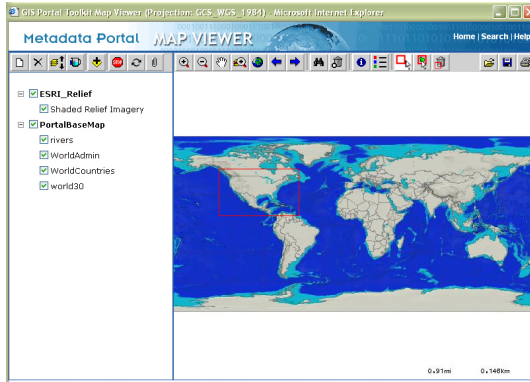 GIS Portal Toolkit Map Viewer (Projection: GCS_WGS_1984) - Microsoft Internet Explorer
Metadata Portal MAP VIEWER
Home | Search | Help
STOP
ESRI_Relief
Shaded Relief Imagery
PortalBaseMap
rivers
WorldAdmin
WorldCountries
world30
0.91mi 0.146km